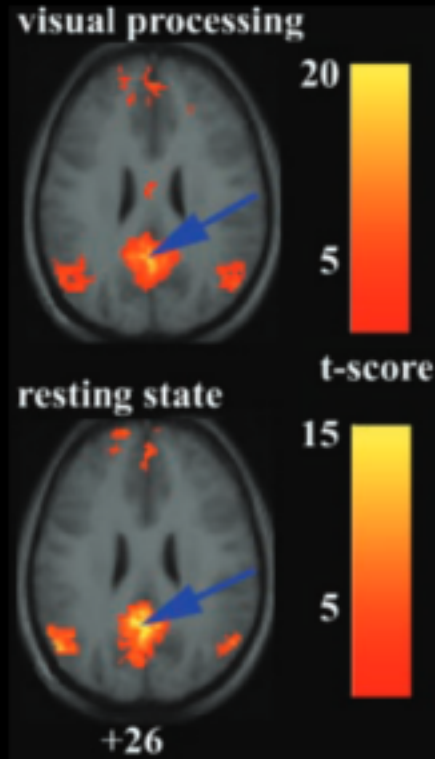 visual processing
20
5
t-score
resting state
15
5
+26